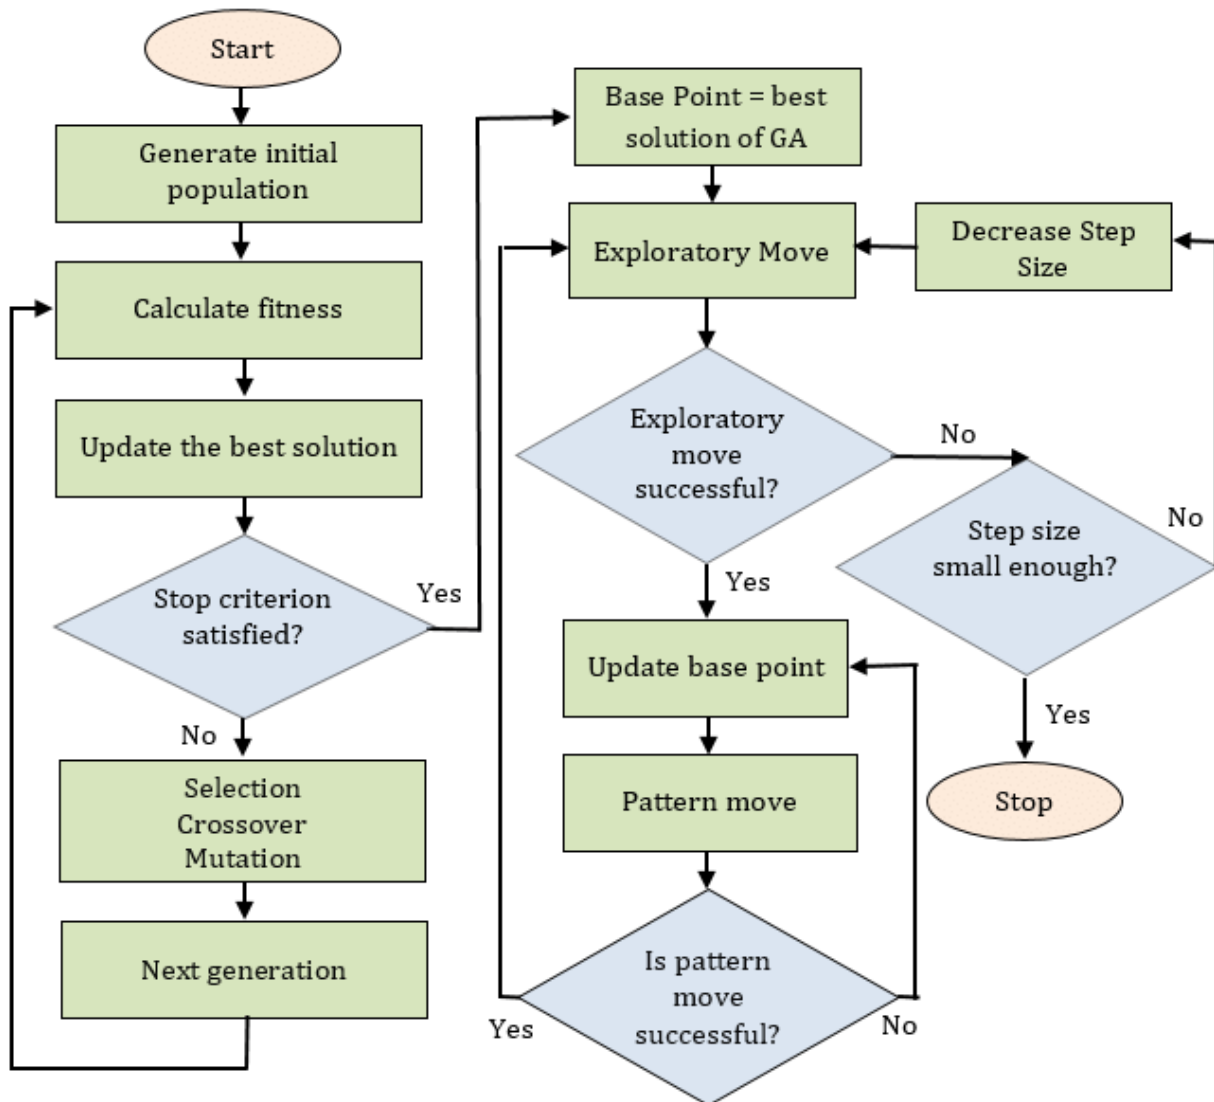 Start
Generate initial
population
Calculate fitness
Update the best solution
Stop criterion
satisfied?
Yes
No
Selection
Crossover
Mutation
Next generation
Base Point = best
solution of GA
Exploratory Move
Decrease Step
Size
Exploratory
move
successful?
No
Yes
Step size
small enough?
No
Yes
Stop
Update base point
Pattern move
Is pattern
move
successful?
Yes
No